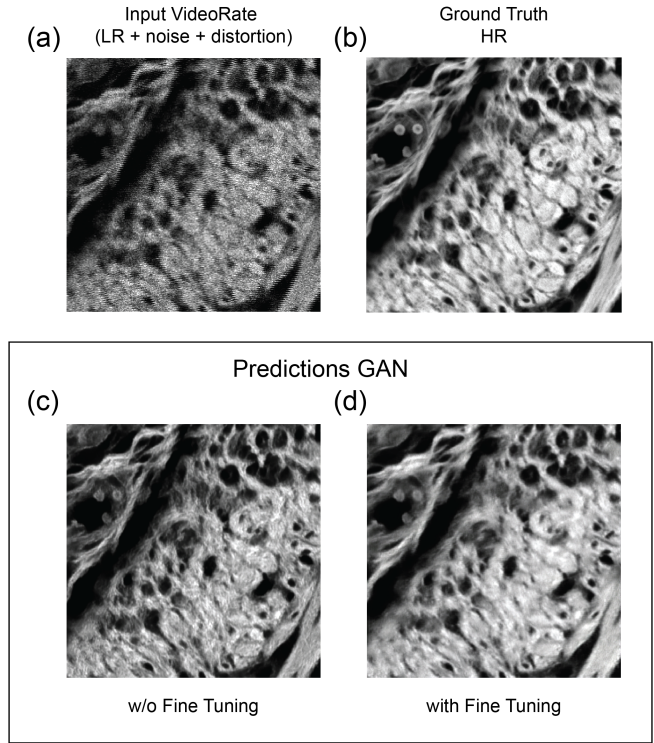 Input VideoRate
(a) (LR + noise + distortion)
Ground Truth
(b) HR
Predictions GAN
(c)
(d)
w/o Fine Tuning
with Fine Tuning